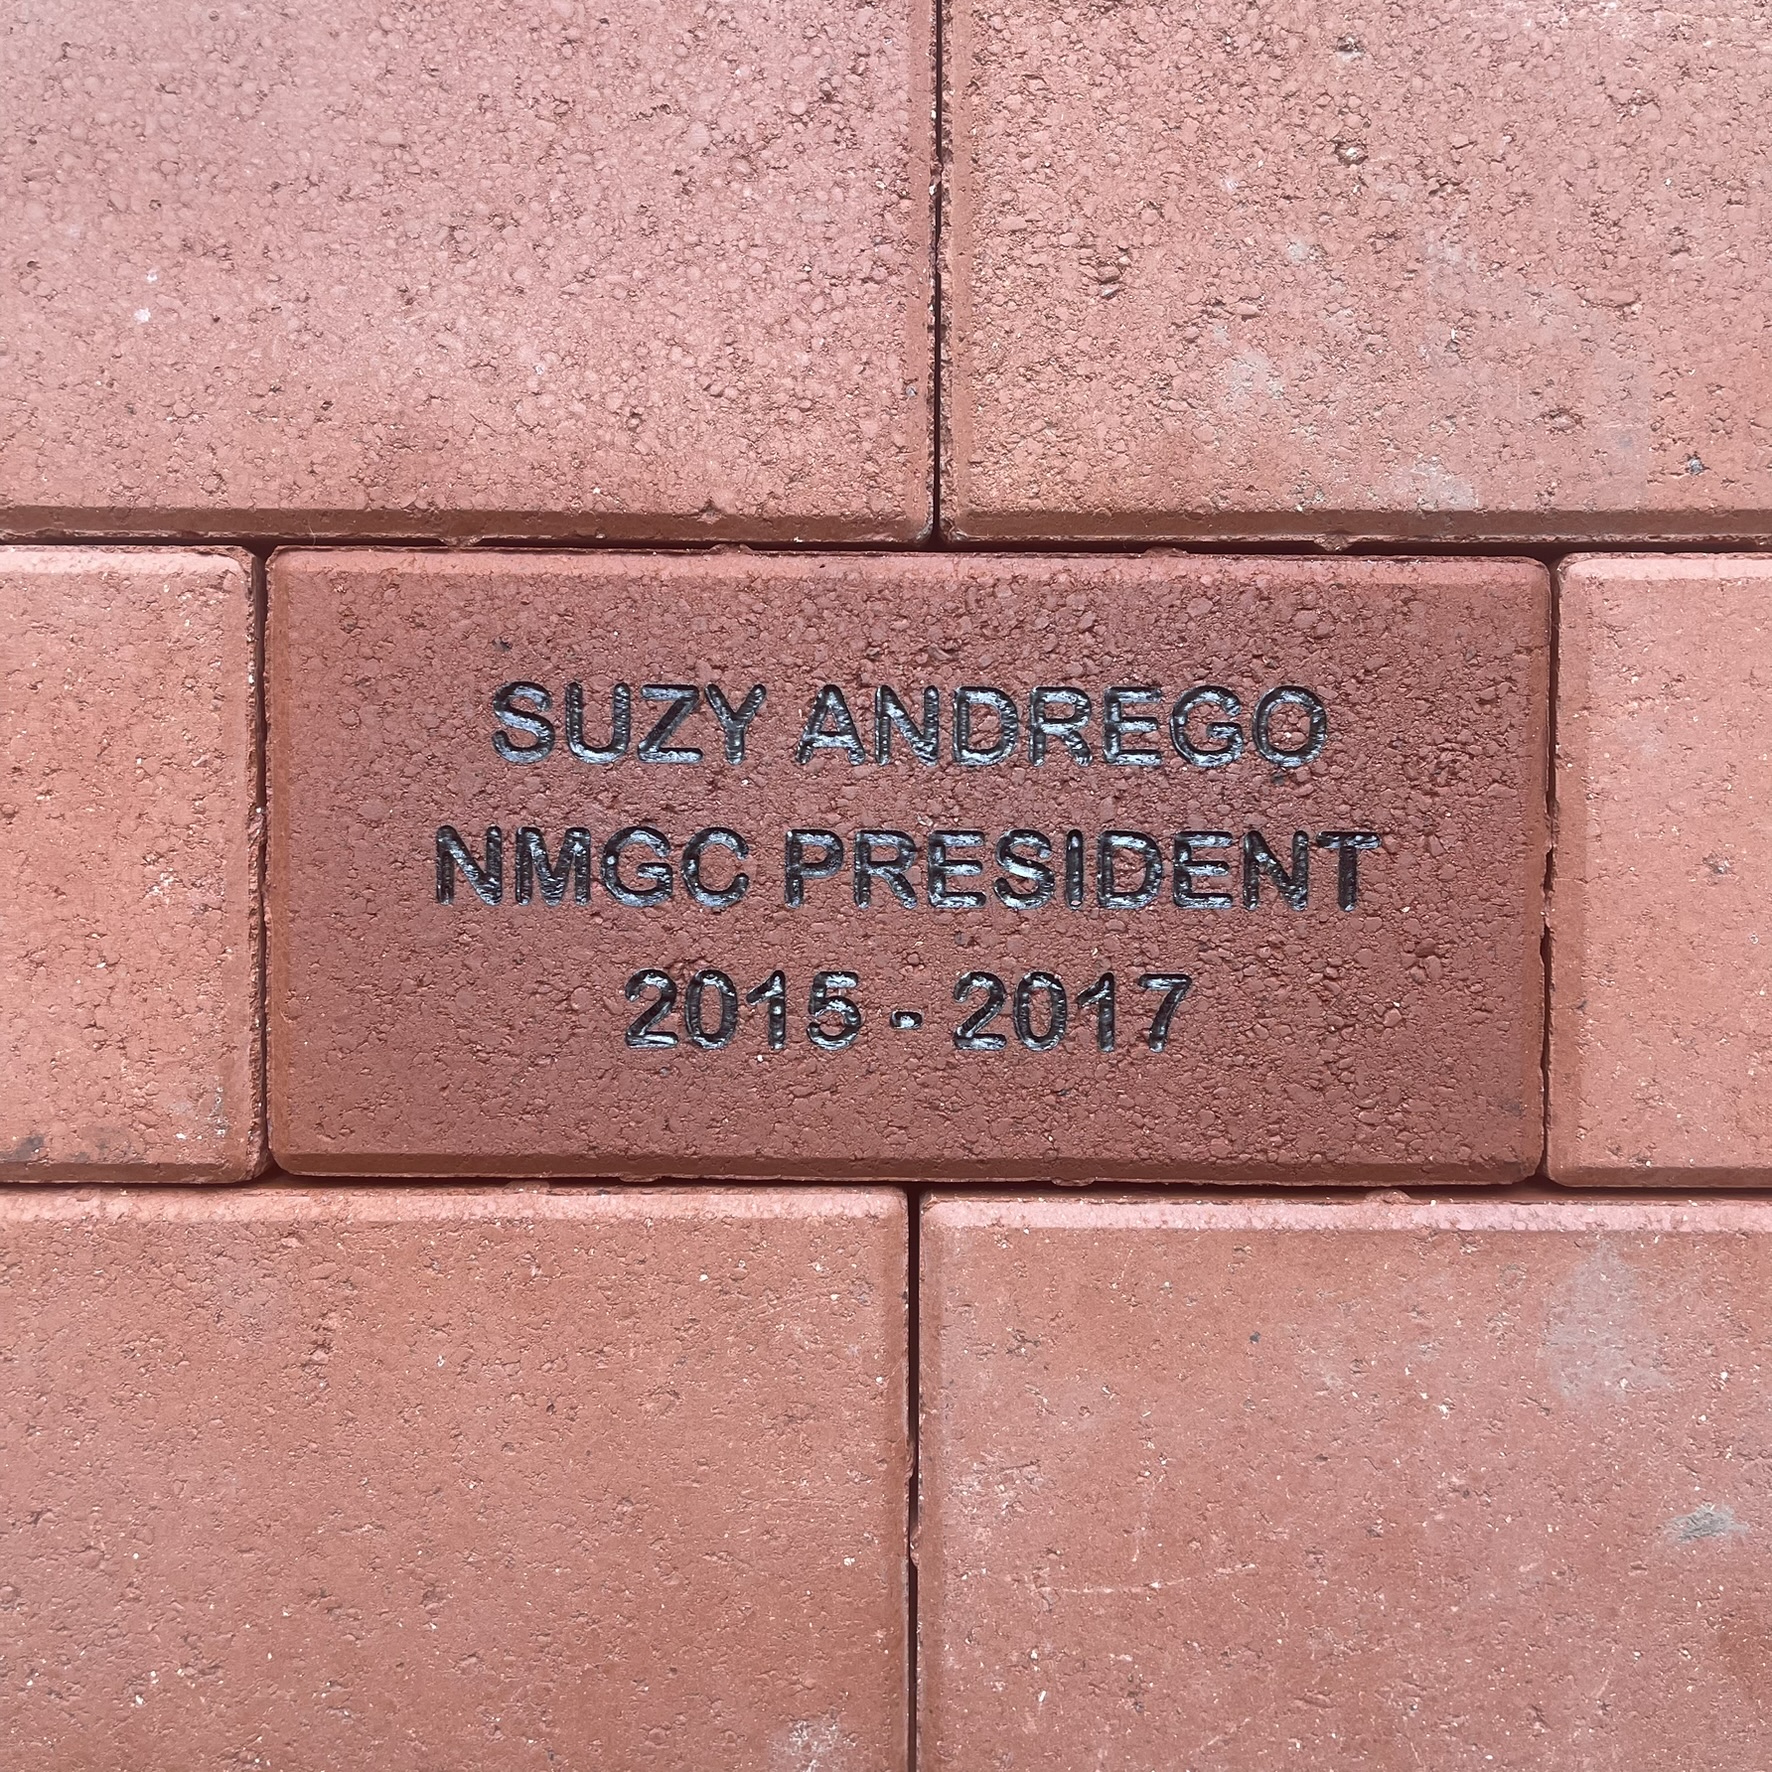 SUZY ANDREGO
NMGC PRESIDENT
2015 - 2017